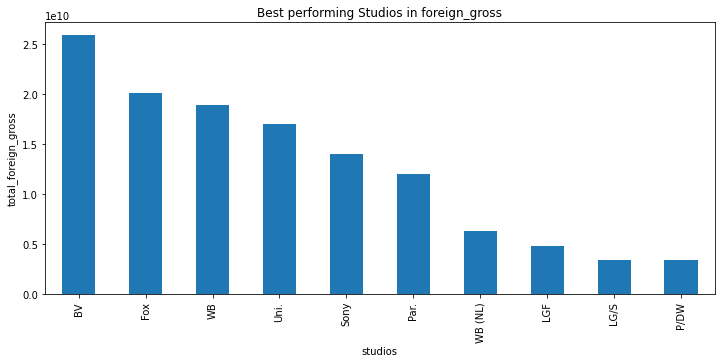 Best performing Studios in foreign_gross
1e10
total_foreign_gross
2.5
2.0
1.5
1.0
0.5
0.0
BV
Fox
WB
Uni.
Sony
Par.
WB (NL)
LGF
LG/S
P/DW
studios